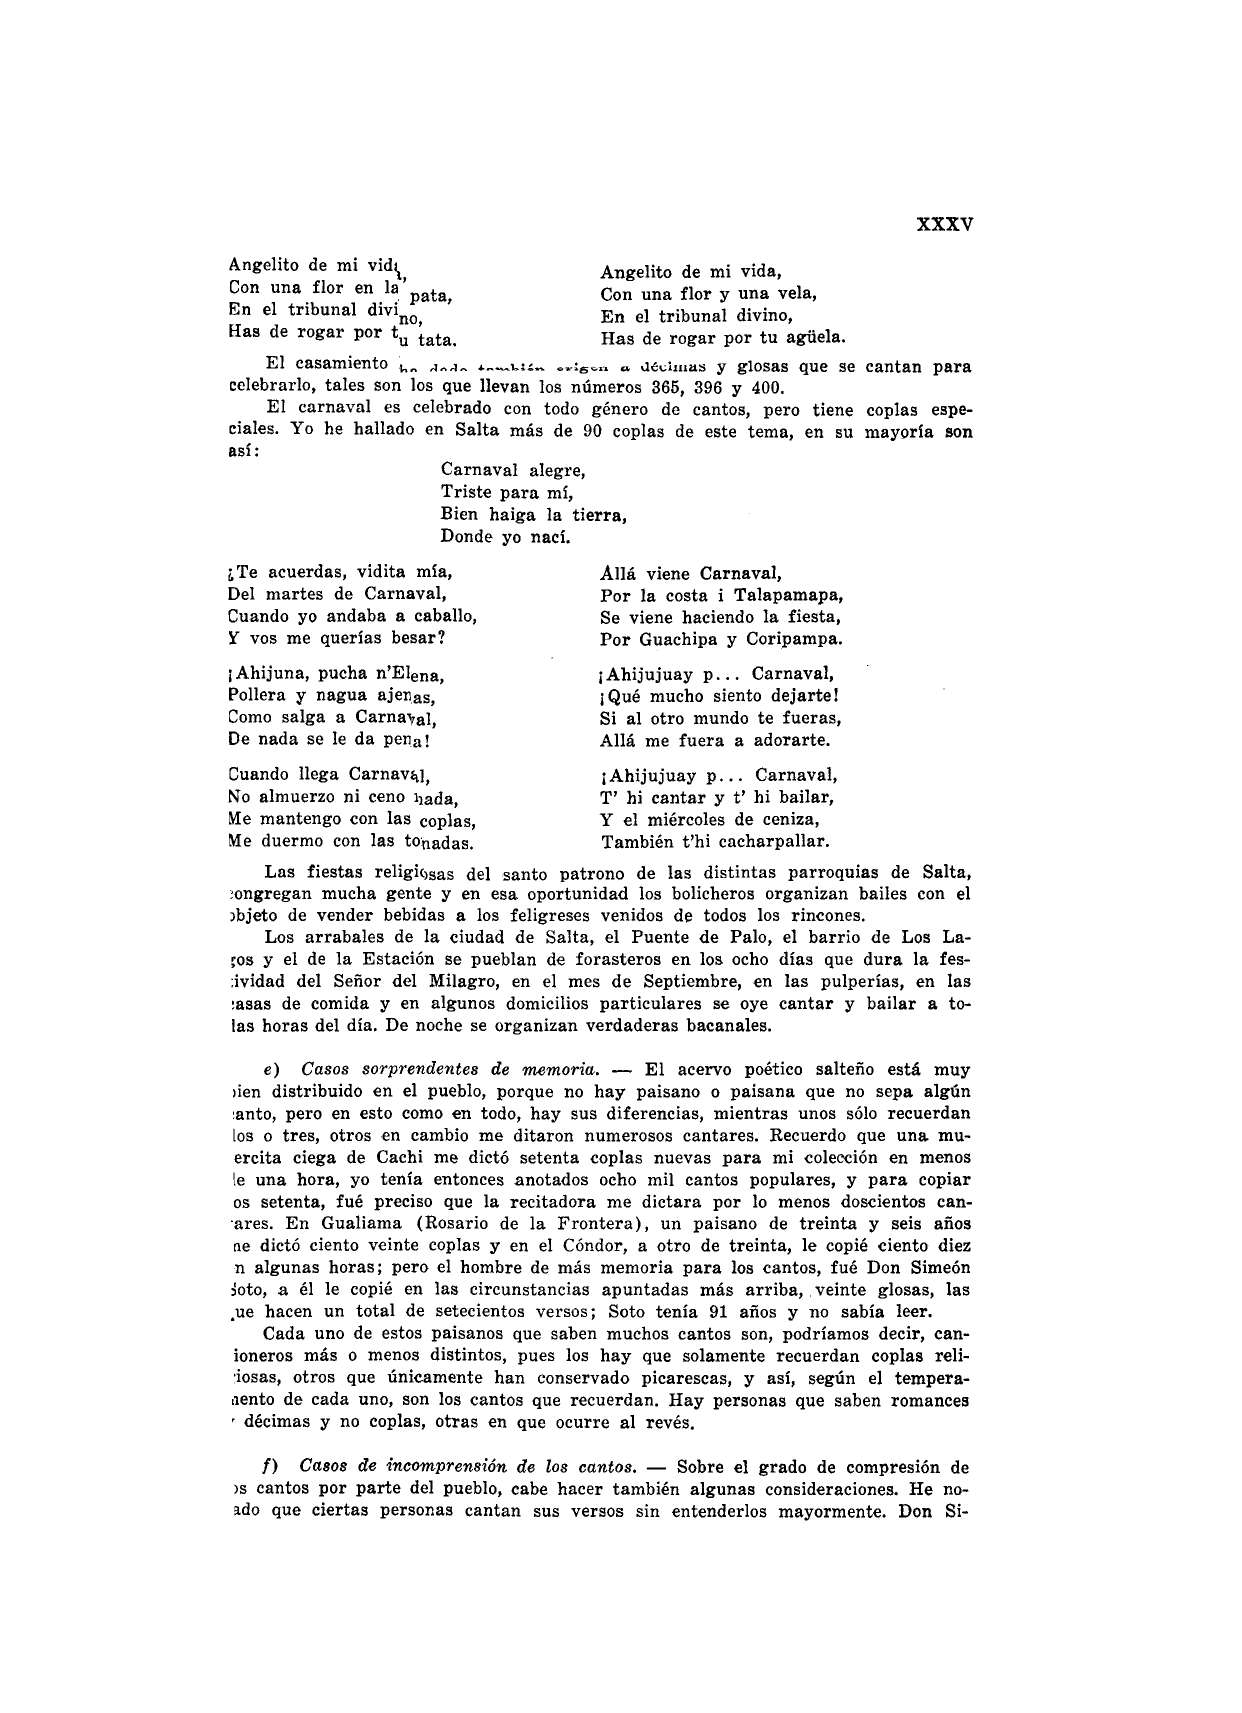 XXXV
Angelito de mi vida,
Con una flor en la pata,
En el tribunal divino,
Has de rogar por tu tata.
Angelito de mi vida,
Con una flor y una vela,
En el tribunal divino,
Has de rogar por tu agüela.
El casamiento ha dado también origen a décimas y glosas que se cantan para
celebrarlo, tales son los que llevan los números 365, 396 y 400.
El carnaval es celebrado con todo género de cantos, pero tiene coplas espe-
ciales. Yo he hallado en Salta más de 90 coplas de este tema, en su mayoría son
así:
Carnaval alegre,
Triste para mí,
Bien haiga la tierra,
Donde yo nací.
¿Te acuerdas, vidita mía,
Del martes de Carnaval,
Cuando yo andaba a caballo,
Y vos me querías besar?
Allá viene Carnaval,
Por la costa i Talapamapa,
Se viene haciendo la fiesta,
Por Guachipa y Coripampa.
¡Ahijuna, pucha n'Elena,
Pollera y nagua ajenas,
Como salga a Carnaval,
De nada se le da pena!
¡Ahijujuay p... Carnaval,
¡Qué mucho siento dejarte!
Si al otro mundo te fueras,
Allá me fuera a adorarte.
Cuando llega Carnaval,
No almuerzo ni ceno nada,
Me mantengo con las coplas,
Me duermo con las tonadas.
¡Ahijujuay p... Carnaval,
T' hi cantar y t' hi bailar,
Y el miércoles de ceniza,
También t'hi cacharpallar.
Las fiestas religiosas del santo patrono de las distintas parroquias de Salta,
congregan mucha gente y en esa oportunidad los bolicheros organizan bailes con el
objeto de vender bebidas a los feligreses venidos de todos los rincones.
Los arrabales de la ciudad de Salta, el Puente de Palo, el barrio de Los La-
gos y el de la Estación se pueblan de forasteros en los ocho días que dura la fes-
tividad del Señor del Milagro, en el mes de Septiembre, en las pulperías, en las
casas de comida y en algunos domicilios particulares se oye cantar y bailar a to-
das horas del día. De noche se organizan verdaderas bacanales.
e) Casos sorprendentes de memoria. — El acervo poético salteño está muy
bien distribuido en el pueblo, porque no hay paisano o paisana que no sepa algún
canto, pero en esto como en todo, hay sus diferencias, mientras unos sólo recuerdan
dos o tres, otros en cambio me ditaron numerosos cantares. Recuerdo que una mu-
ercita ciega de Cachi me dictó setenta coplas nuevas para mi colección en menos
de una hora, yo tenía entonces anotados ocho mil cantos populares, y para copiar
os setenta, fué preciso que la recitadora me dictara por lo menos doscientos can-
tares. En Gualiama (Rosario de la Frontera), un paisano de treinta y seis años
me dictó ciento veinte coplas y en el Cóndor, a otro de treinta, le copié ciento diez
n algunas horas; pero el hombre de más memoria para los cantos, fué Don Simeón
Soto, a él le copié en las circunstancias apuntadas más arriba, veinte glosas, las
que hacen un total de setecientos versos; Soto tenía 91 años y no sabía leer.
Cada uno de estos paisanos que saben muchos cantos son, podríamos decir, can-
ioneros más o menos distintos, pues los hay que solamente recuerdan coplas reli-
giosas, otros que únicamente han conservado picarescas, y así, según el tempera-
mento de cada uno, son los cantos que recuerdan. Hay personas que saben romances
y décimas y no coplas, otras en que ocurre al revés.
f) Casos de incomprensión de los cantos. — Sobre el grado de compresión de
os cantos por parte del pueblo, cabe hacer también algunas consideraciones. He no-
ado que ciertas personas cantan sus versos sin entenderlos mayormente. Don Si-